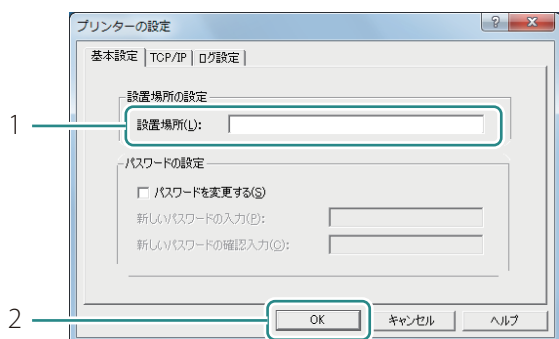 プリンターの設定
基本設定 TCP/IP ログ設定
設置場所の設定
1
設置場所(L):
パスワードの設定
パスワードを変更する(S)
新しいパスワードの入力(P):
新しいパスワードの確認入力(C):
2
OK キャンセル ヘルプ